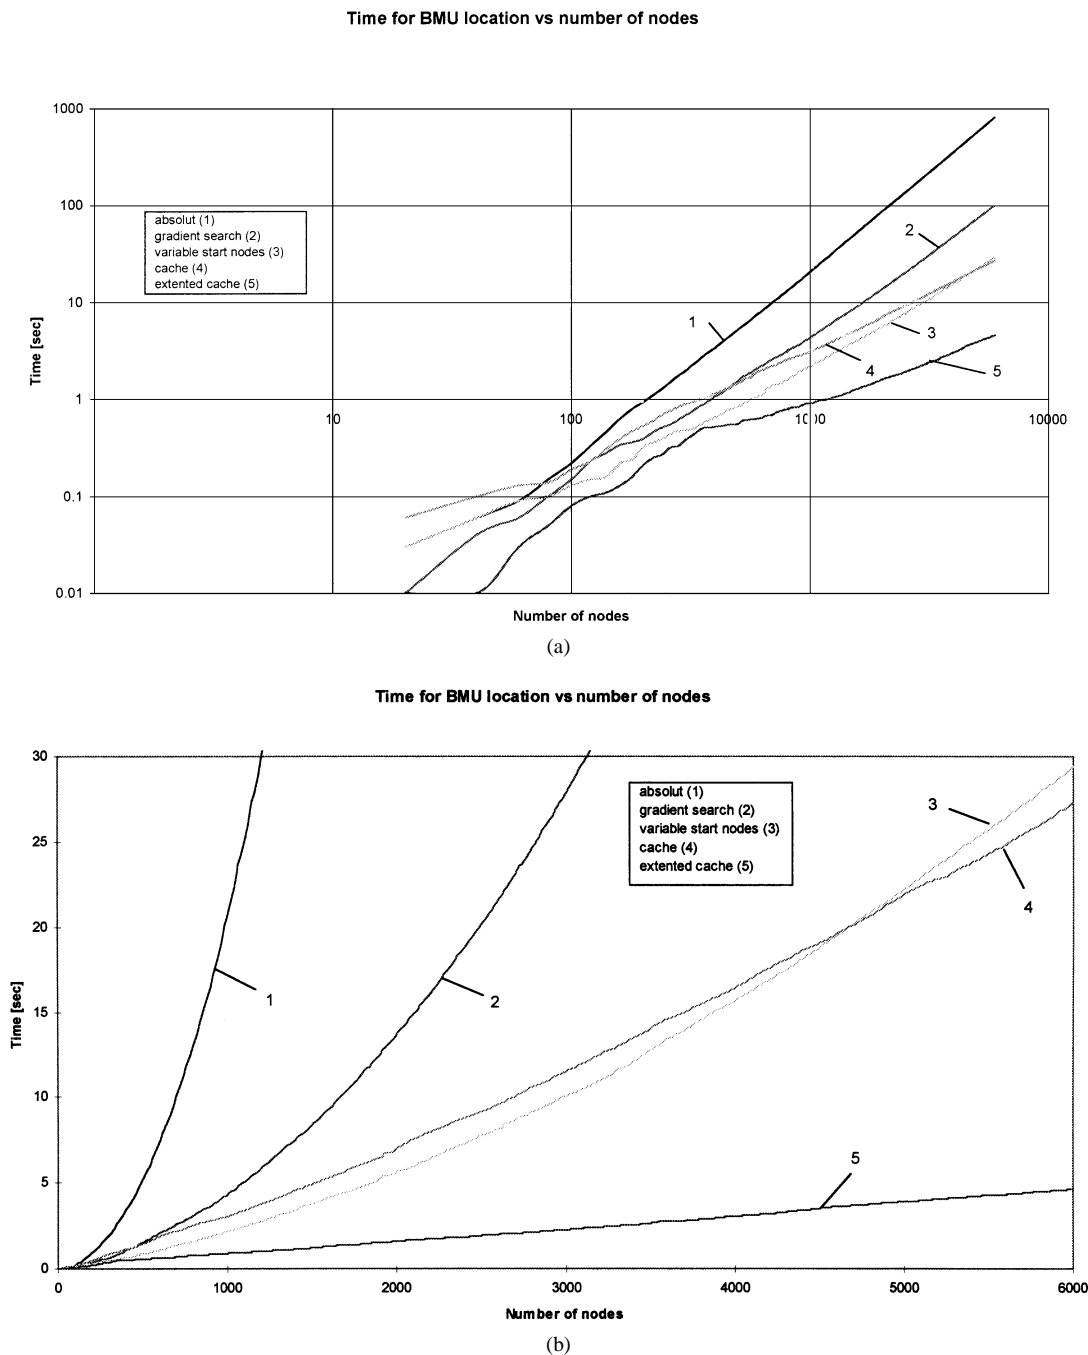 Time for BMU location vs number of nodes
1000
100
10
1
0.1
0.01
Time [sec]
absolut (1)
gradient search (2)
variable start nodes (3)
cache (4)
extented cache (5)
1
2
3
4
5
10
100
1000
10000
Number of nodes
(a)
Time for BMU location vs number of nodes
30
25
20
15
10
5
0
Time [sec]
absolut (1)
gradient search (2)
variable start nodes (3)
cache (4)
extented cache (5)
1
2
3
4
5
0
1000
2000
3000
4000
5000
6000
Number of nodes
(b)